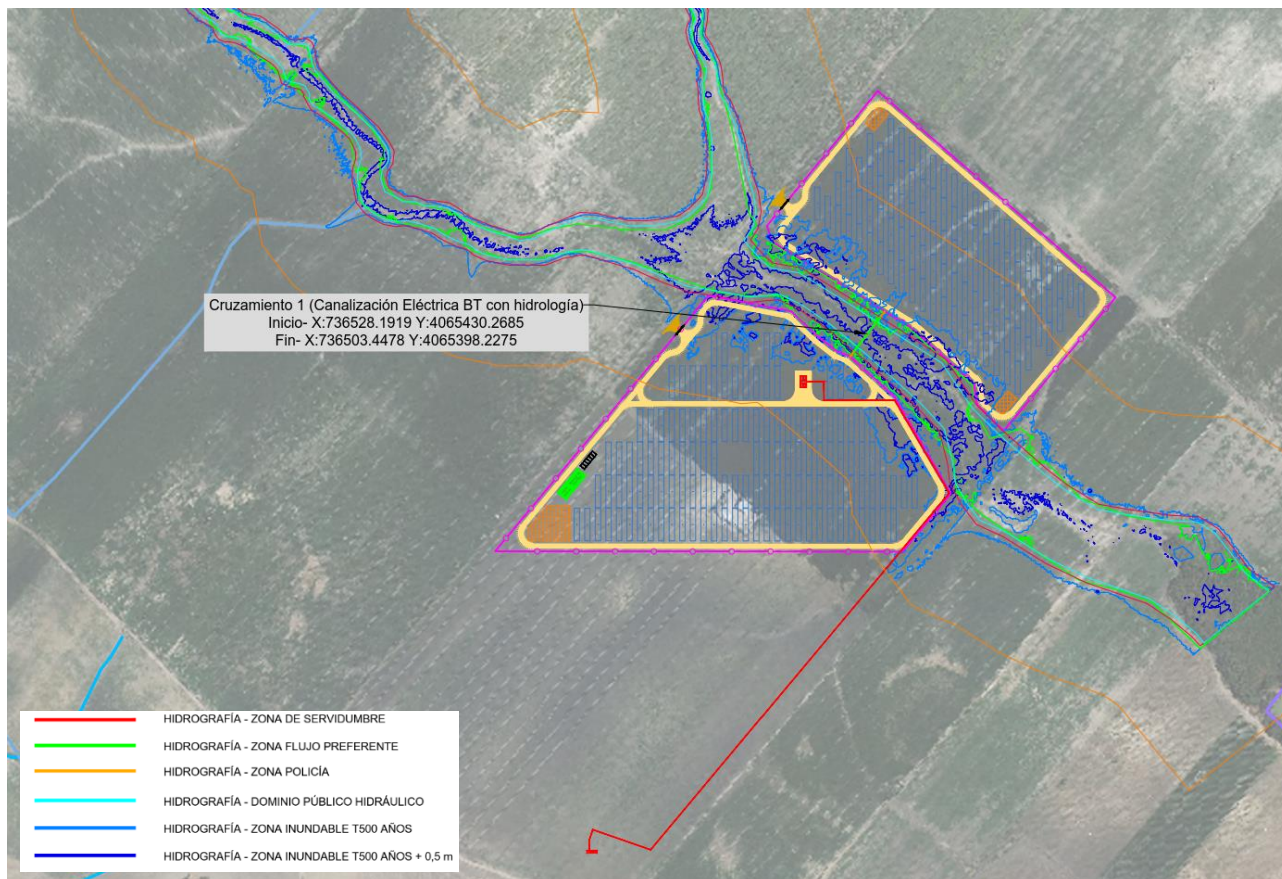 Cruzamiento 1 (Canalización Eléctrica BT con hidrología)
Inicio- X:736528.1919 Y:4065430.2685
Fin- X:736503.4478 Y:4065398.2275
HIDROGRAFÍA - ZONA DE SERVIDUMBRE
HIDROGRAFÍA - ZONA FLUJO PREFERENTE
HIDROGRAFÍA - ZONA POLICÍA
HIDROGRAFÍA - DOMINIO PÚBLICO HIDRÁULICO
HIDROGRAFÍA - ZONA INUNDABLE T500 AÑOS
HIDROGRAFÍA - ZONA INUNDABLE T500 AÑOS + 0,5 m